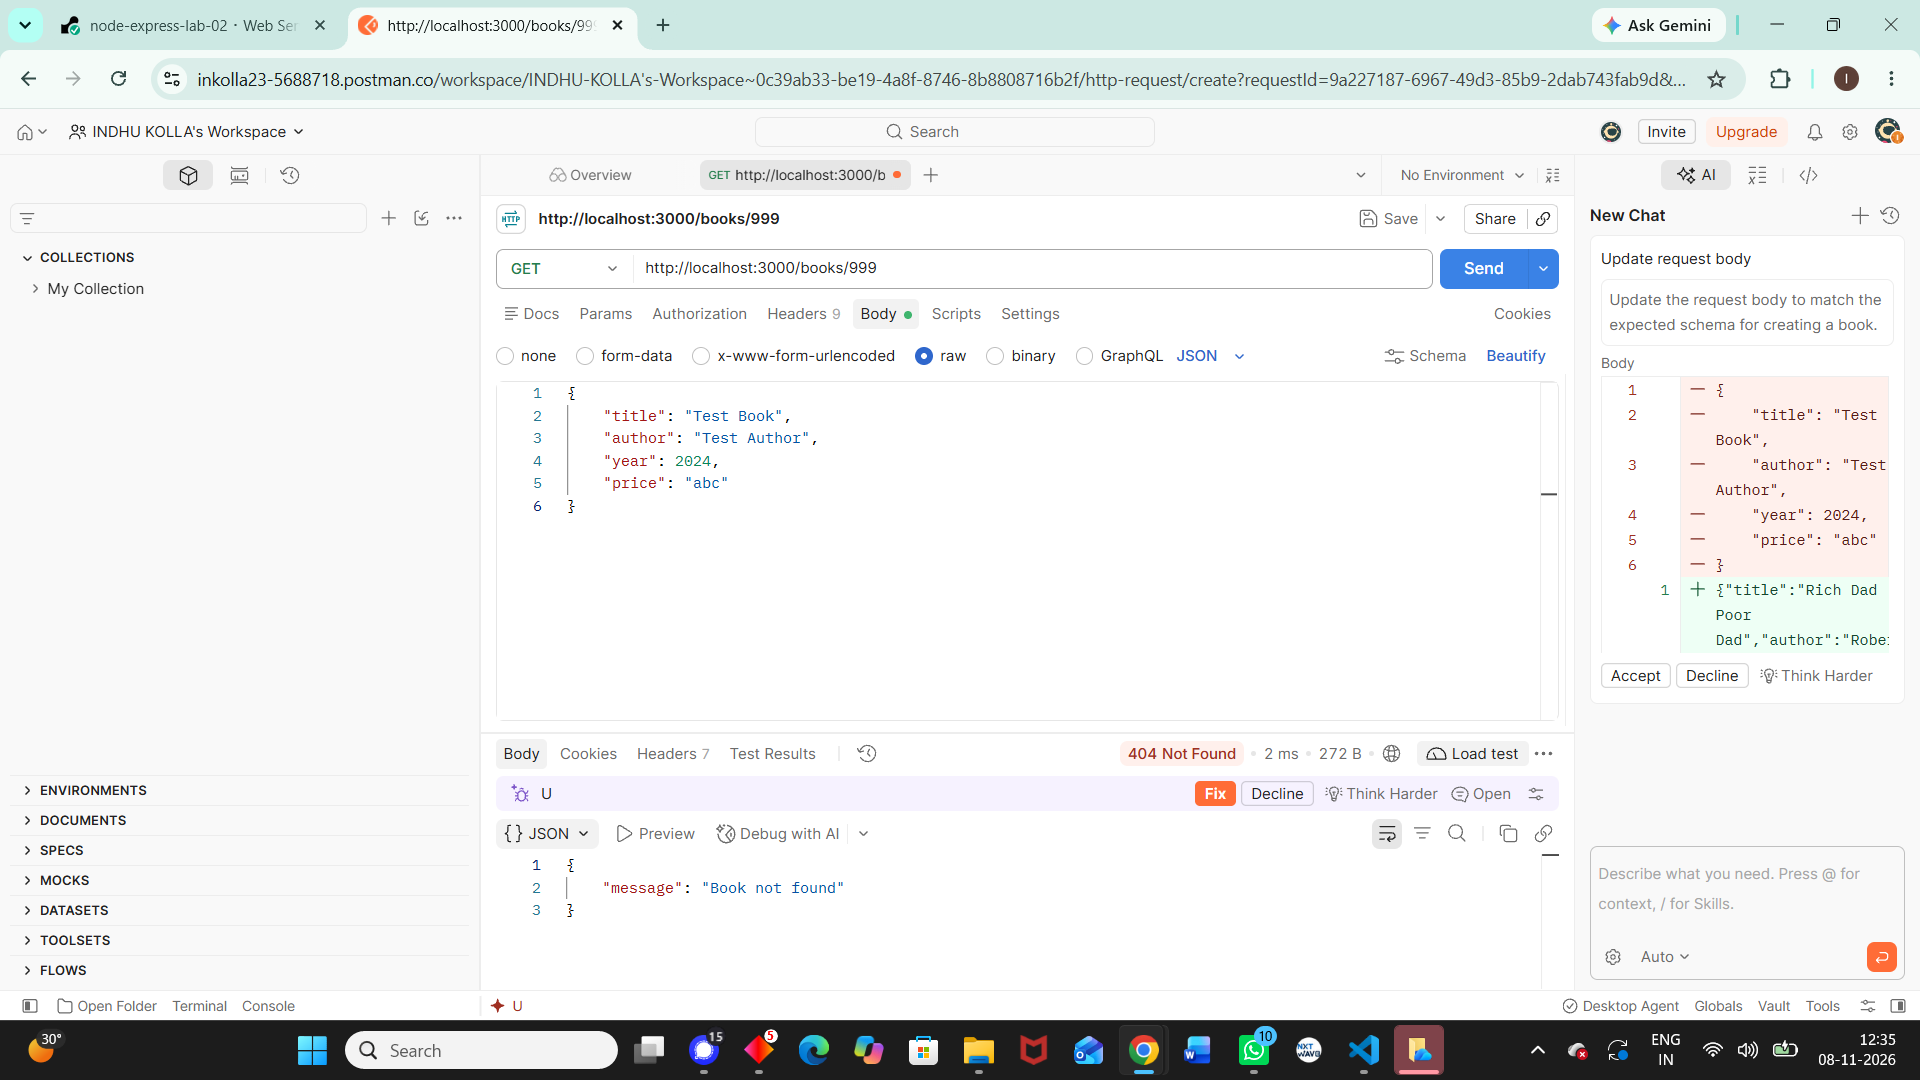 node-express-lab-02 · Web Ser
http://localhost:3000/books/999
Ask Gemini
inkolla23-5688718.postman.co/workspace/INDHU-KOLLA's-Workspace~0c39ab33-be19-4a8f-8746-8b8808716b2f/http-request/create?requestId=9a227187-6967-49d3-85b9-2dab743fab9d&...
I
INDHU KOLLA's Workspace
Search
Invite
Upgrade
Overview
GET http://localhost:3000/b
No Environment
AI
http://localhost:3000/books/999
Save
Share
New Chat
COLLECTIONS
My Collection
GET
http://localhost:3000/books/999
Send
Docs
Params
Authorization
Headers 9
Body
Scripts
Settings
Cookies
none
form-data
x-www-form-urlencoded
raw
binary
GraphQL
JSON
Schema
Beautify
1 {
2 "title": "Test Book",
3 "author": "Test Author",
4 "year": 2024,
5 "price": "abc"
6 }
Update request body
Update the request body to match the
expected schema for creating a book.
Body
1 — {
2 — "title": "Test
Book",
3 — "author": "Test
Author",
4 — "year": 2024,
5 — "price": "abc"
6 — }
1 + {"title":"Rich Dad
Poor
Dad","author":"Rober
Accept
Decline
Think Harder
ENVIRONMENTS
DOCUMENTS
SPECS
MOCKS
DATASETS
TOOLSETS
FLOWS
Body
Cookies
Headers 7
Test Results
404 Not Found
2 ms
272 B
Load test
U
Fix
Decline
Think Harder
Open
{} JSON
Preview
Debug with AI
1 {
2 "message": "Book not found"
3 }
Describe what you need. Press @ for
context, / for Skills.
Auto
Open Folder
Terminal
Console
U
Desktop Agent
Globals
Vault
Tools
30°
Search
15
5
10
NXT
WAVE
ENG
IN
12:35
08-11-2026